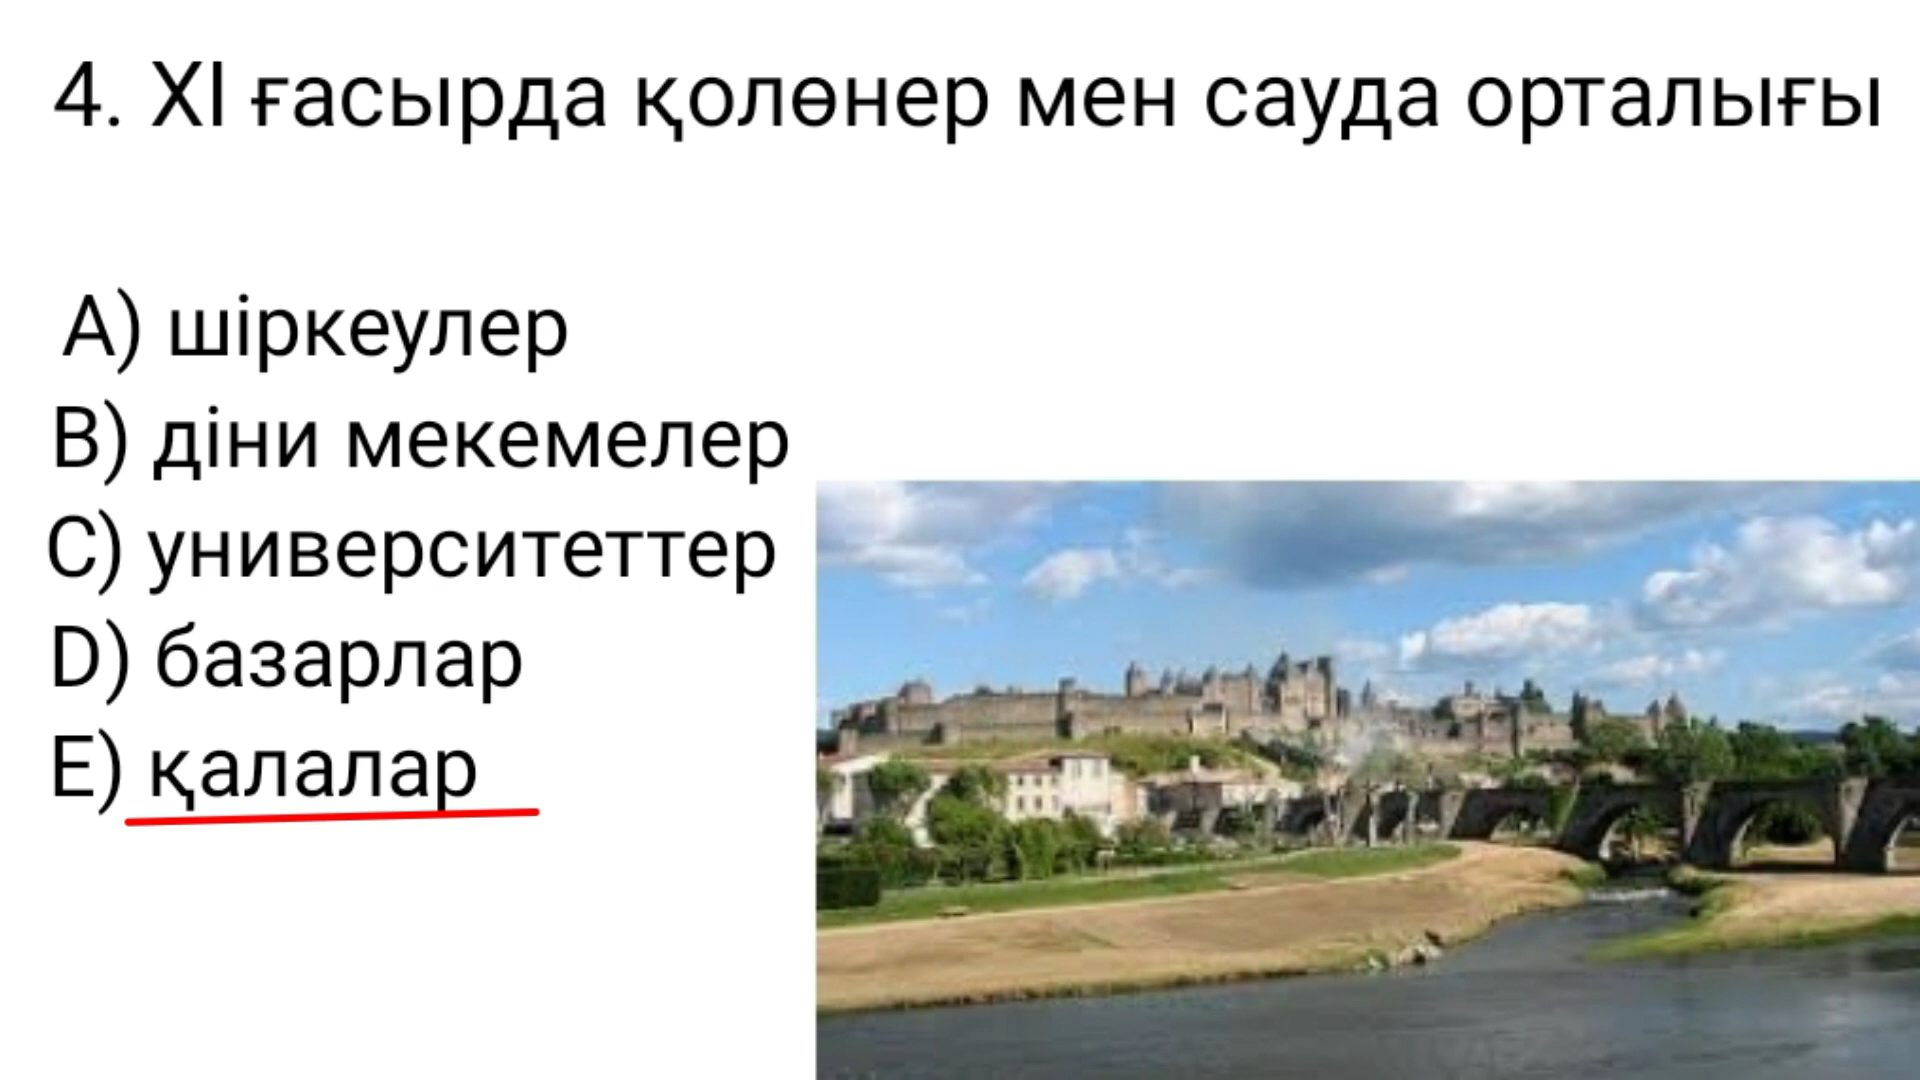 4. XI ғасырда қолөнер мен сауда орталығы
A) шіркеулер
B) діни мекемелер
C) университеттер
D) базарлар
E) қалалар